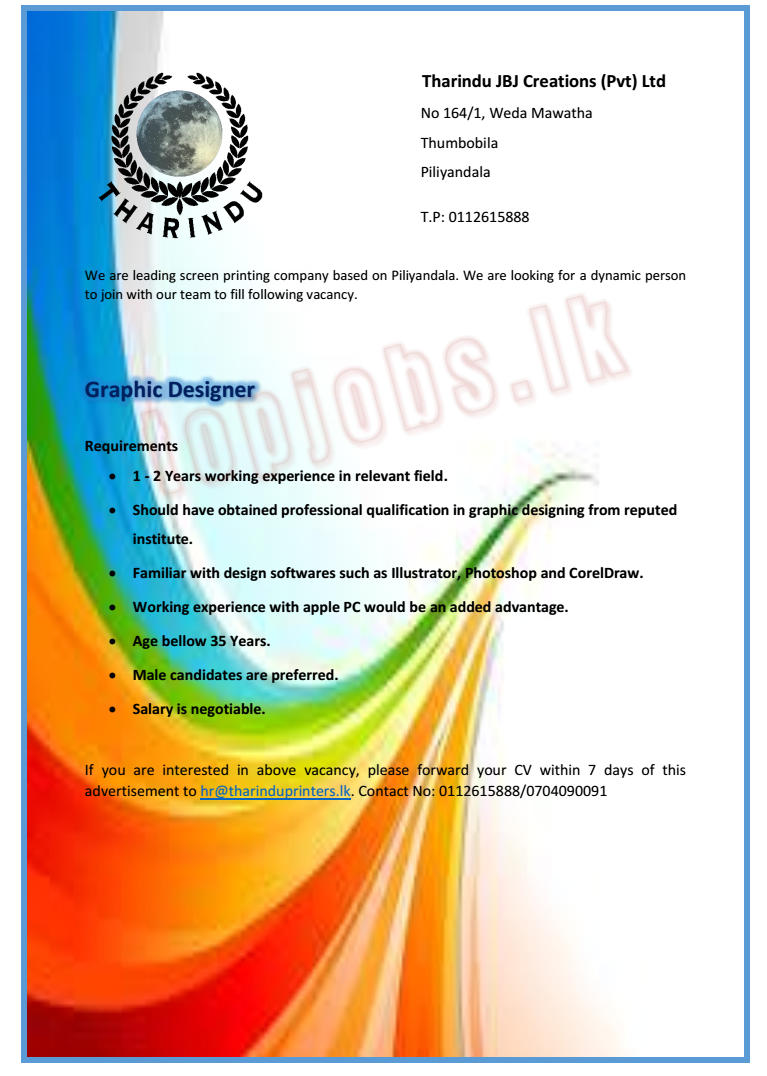 THARINDU
Tharindu JBJ Creations (Pvt) Ltd
No 164/1, Weda Mawatha
Thumbobila
Piliyandala
T.P: 0112615888
We are leading screen printing company based on Piliyandala. We are looking for a dynamic person
to join with our team to fill following vacancy.
topjobs.lk
Graphic Designer
Requirements
• 1 - 2 Years working experience in relevant field.
• Should have obtained professional qualification in graphic designing from reputed
institute.
• Familiar with design softwares such as Illustrator, Photoshop and CorelDraw.
• Working experience with apple PC would be an added advantage.
• Age bellow 35 Years.
• Male candidates are preferred.
• Salary is negotiable.
If you are interested in above vacancy, please forward your CV within 7 days of this
advertisement to hr@tharinduprinters.lk. Contact No: 0112615888/0704090091